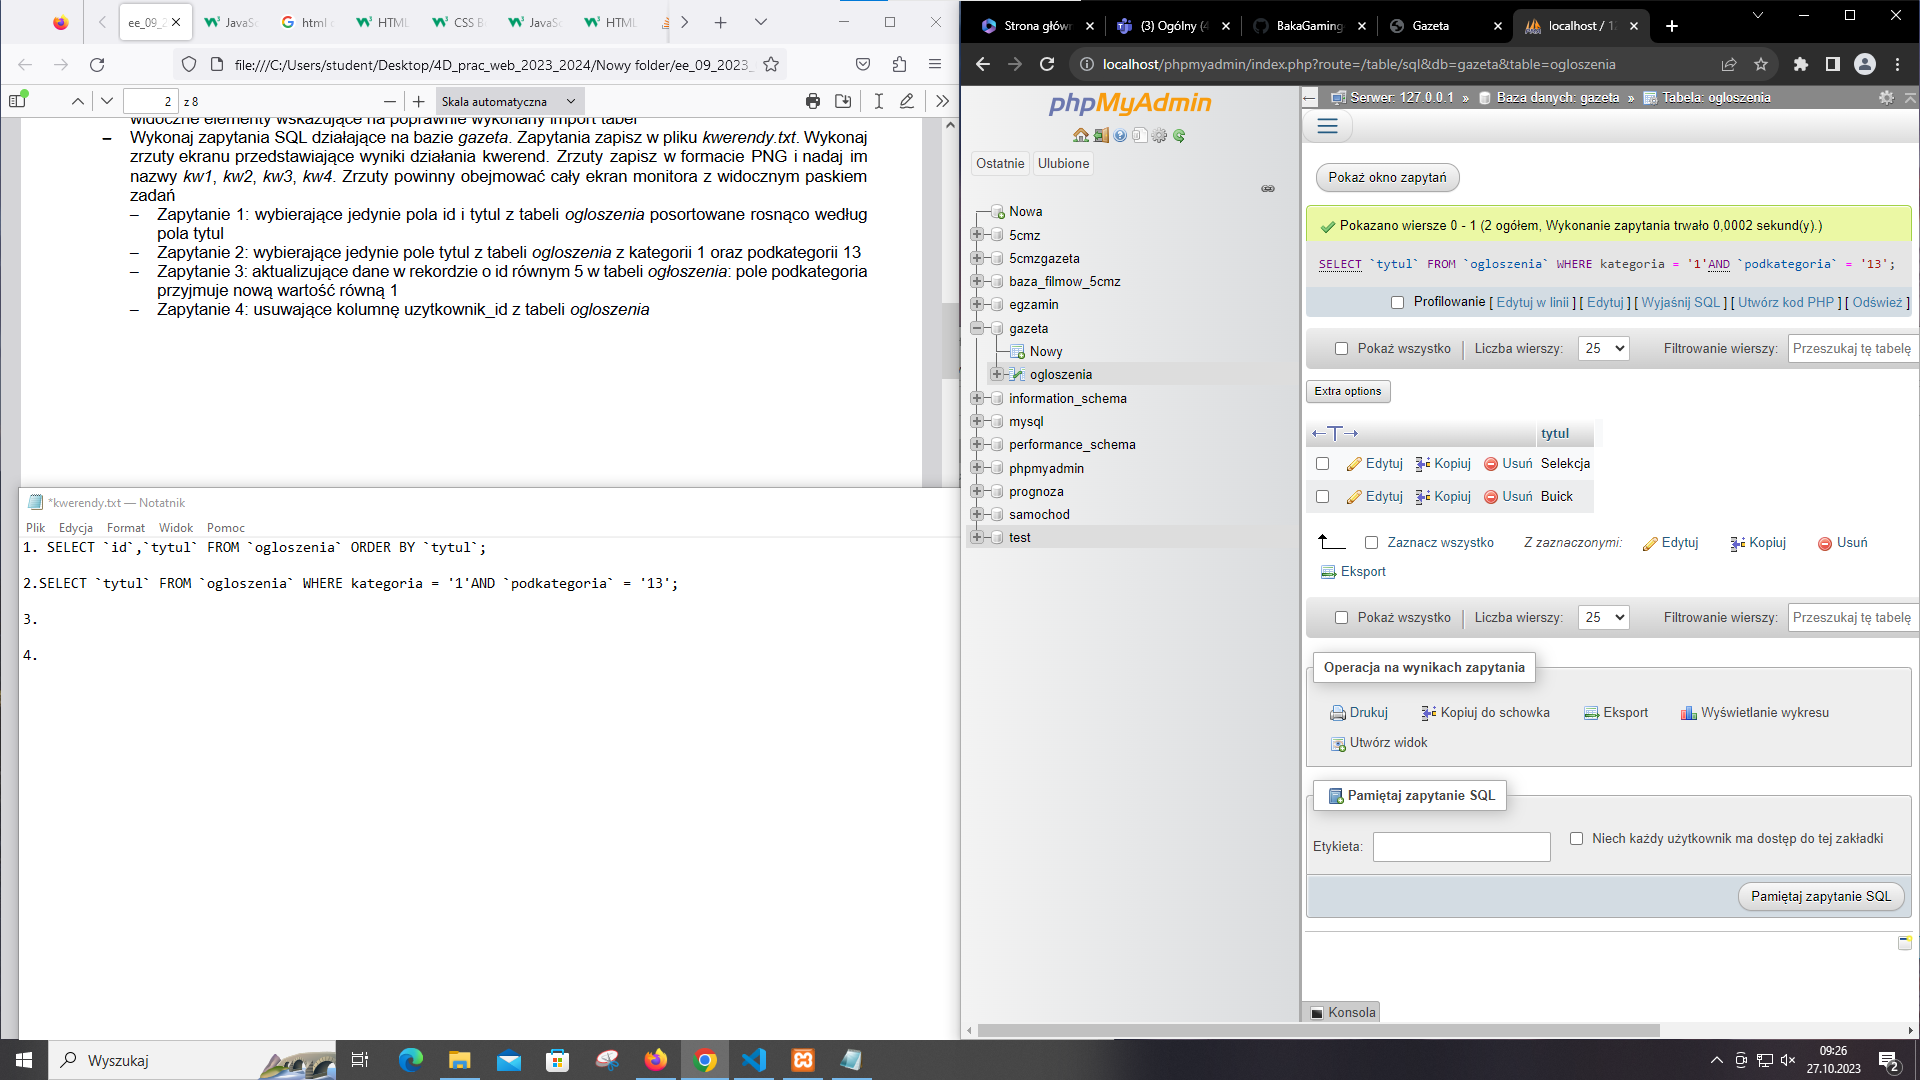 ee_09_2
JavaSc
html c
HTML
CSS B
JavaSc
HTML
file:///C:/Users/student/Desktop/4D_prac_web_2023_2024/Nowy folder/ee_09_2023_
2
z 8
Skala automatyczna
widoczne elementy wskazujące na poprawnie wykonany import tabel
– Wykonaj zapytania SQL działające na bazie gazeta. Zapytania zapisz w pliku kwerendy.txt. Wykonaj
zrzuty ekranu przedstawiające wyniki działania kwerend. Zrzuty zapisz w formacie PNG i nadaj im
nazwy kw1, kw2, kw3, kw4. Zrzuty powinny obejmować cały ekran monitora z widocznym paskiem
zadań
– Zapytanie 1: wybierające jedynie pola id i tytul z tabeli ogloszenia posortowane rosnąco według
pola tytul
– Zapytanie 2: wybierające jedynie pole tytul z tabeli ogloszenia z kategorii 1 oraz podkategorii 13
– Zapytanie 3: aktualizujące dane w rekordzie o id równym 5 w tabeli ogłoszenia: pole podkategoria
przyjmuje nową wartość równą 1
– Zapytanie 4: usuwające kolumnę uzytkownik_id z tabeli ogloszenia
*kwerendy.txt — Notatnik
Plik Edycja Format Widok Pomoc
1. SELECT `id`,`tytul` FROM `ogloszenia` ORDER BY `tytul`;
2.SELECT `tytul` FROM `ogloszenia` WHERE kategoria = '1'AND `podkategoria` = '13';
3.
4.
Strona główn
(3) Ogólny (4
BakaGaming
Gazeta
localhost / 12
localhost/phpmyadmin/index.php?route=/table/sql&db=gazeta&table=ogloszenia
phpMyAdmin
Ostatnie Ulubione
Nowa
5cmz
5cmzgazeta
baza_filmow_5cmz
egzamin
gazeta
Nowy
ogloszenia
information_schema
mysql
performance_schema
phpmyadmin
prognoza
samochod
test
Serwer: 127.0.0.1 » Baza danych: gazeta » Tabela: ogloszenia
Pokaż okno zapytań
Pokazano wiersze 0 - 1 (2 ogółem, Wykonanie zapytania trwało 0,0002 sekund(y).)
SELECT `tytul` FROM `ogloszenia` WHERE kategoria = '1'AND `podkategoria` = '13';
Profilowanie [ Edytuj w linii ] [ Edytuj ] [ Wyjaśnij SQL ] [ Utwórz kod PHP ] [ Odśwież ]
Pokaż wszystko Liczba wierszy: 25 Filtrowanie wierszy: Przeszukaj tę tabelę
Extra options
←T→ tytul
Edytuj Kopiuj Usuń Selekcja
Edytuj Kopiuj Usuń Buick
Zaznacz wszystko Z zaznaczonymi: Edytuj Kopiuj Usuń
Eksport
Pokaż wszystko Liczba wierszy: 25 Filtrowanie wierszy: Przeszukaj tę tabelę
Operacja na wynikach zapytania
Drukuj Kopiuj do schowka Eksport Wyświetlanie wykresu
Utwórz widok
Pamiętaj zapytanie SQL
Etykieta: Niech każdy użytkownik ma dostęp do tej zakładki
Pamiętaj zapytanie SQL
Konsola
Wyszukaj
09:26
27.10.2023
2